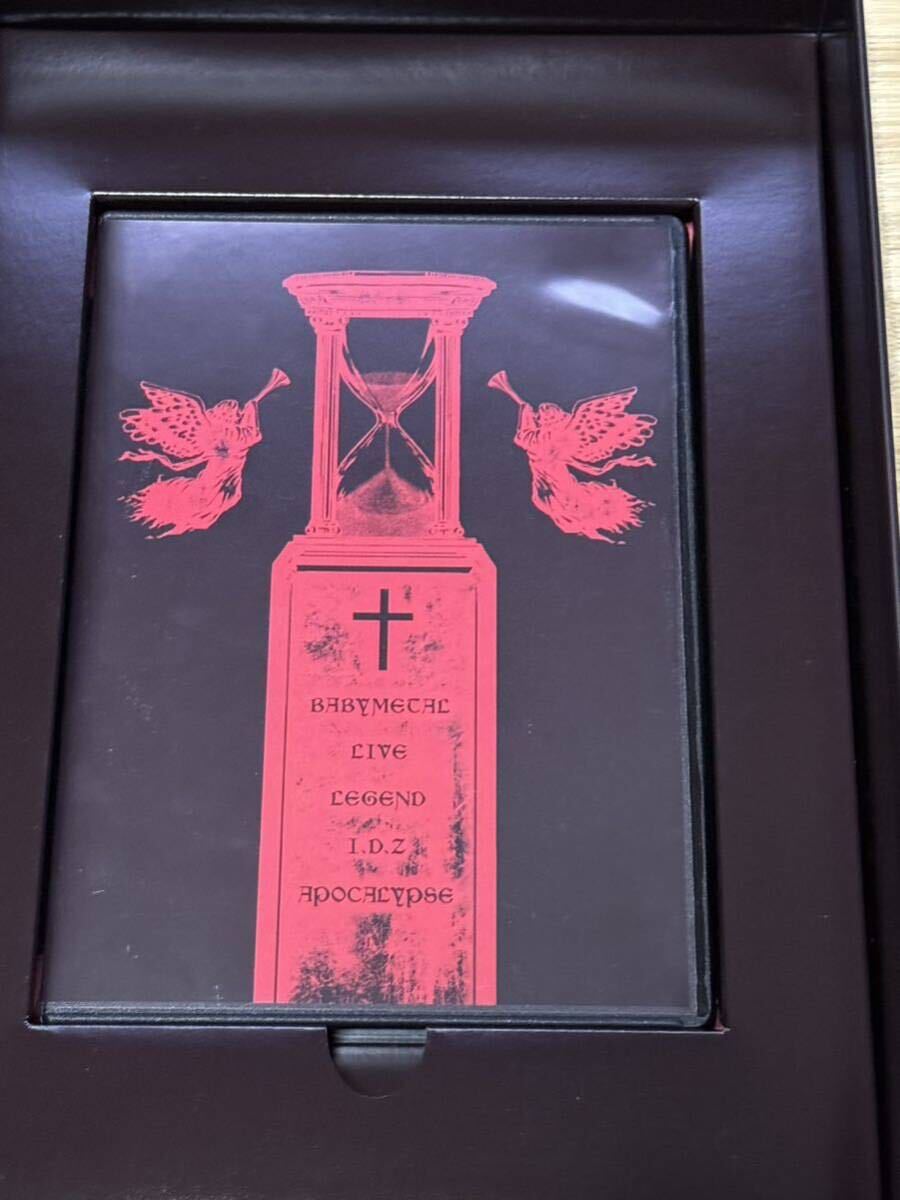 BABYMETAL
LIVE
LEGEND
I.D.Z
APOCALYPSE